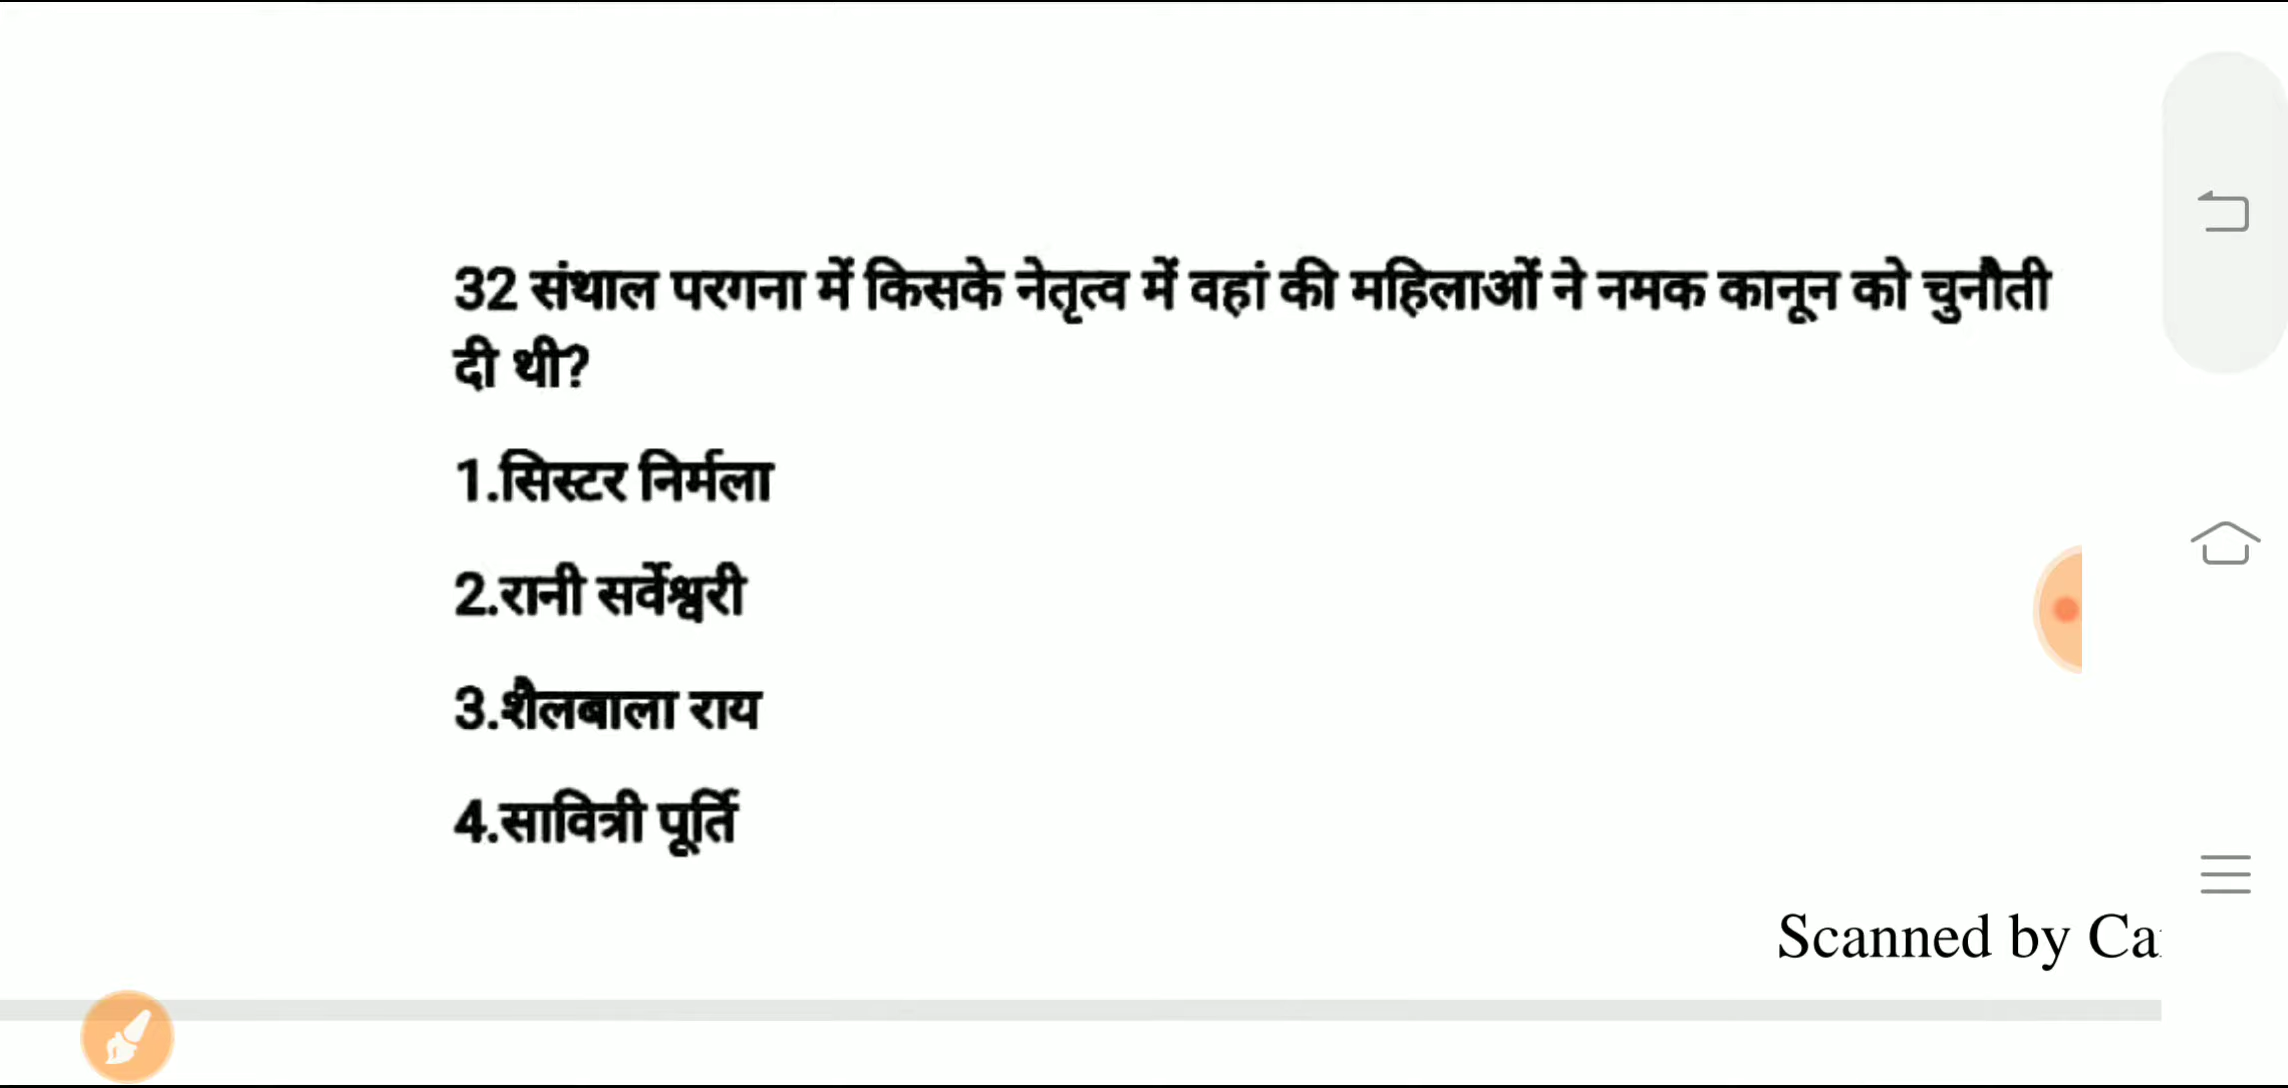 32 संथाल परगना में किसके नेतृत्व में वहां की महिलाओं ने नमक कानून को चुनौती
दी थी?
1.सिस्टर निर्मला
2.रानी सर्वेश्वरी
3.शैलबाला राय
4.सावित्री पूर्ति
Scanned by Ca